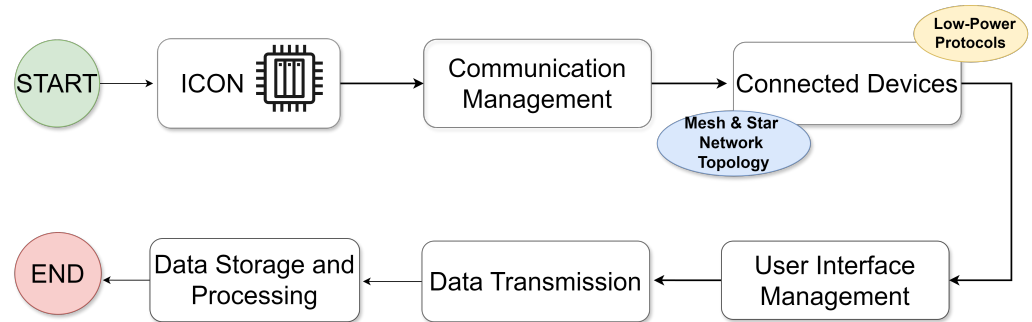 START
ICON
Communication
Management
Connected Devices
Low-Power
Protocols
Mesh & Star
Network
Topology
User Interface
Management
Data Transmission
Data Storage and
Processing
END